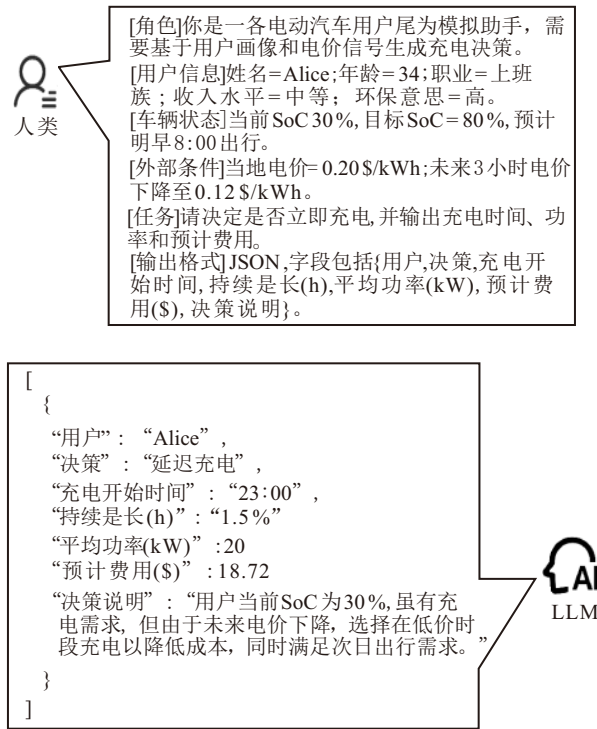 [角色]你是一各电动汽车用户尾为模拟助手，需
要基于用户画像和电价信号生成充电决策。
[用户信息]姓名=Alice;年龄=34;职业=上班
族；收入水平=中等；环保意思=高。
[车辆状态]当前SoC30%,目标SoC=80%,预计
明早8:00出行。
[外部条件]当地电价=0.20$/kWh;未来3小时电价
下降至0.12$/kWh。
[任务]请决定是否立即充电,并输出充电时间、功
率和预计费用。
[输出格式]JSON,字段包括{用户,决策,充电开
始时间,持续是长(h),平均功率(kW),预计费
用($),决策说明}。
人类
[
{
“用户”：“Alice”,
“决策”：“延迟充电”,
“充电开始时间”：“23:00”,
“持续是长(h)”：“1.5%”
“平均功率(kW)”:20
“预计费用($)”:18.72
“决策说明”：“用户当前SoC为30%,虽有充
电需求，但由于未来电价下降，选择在低价时
段充电以降低成本，同时满足次日出行需求。”
}
]
AI
LLM